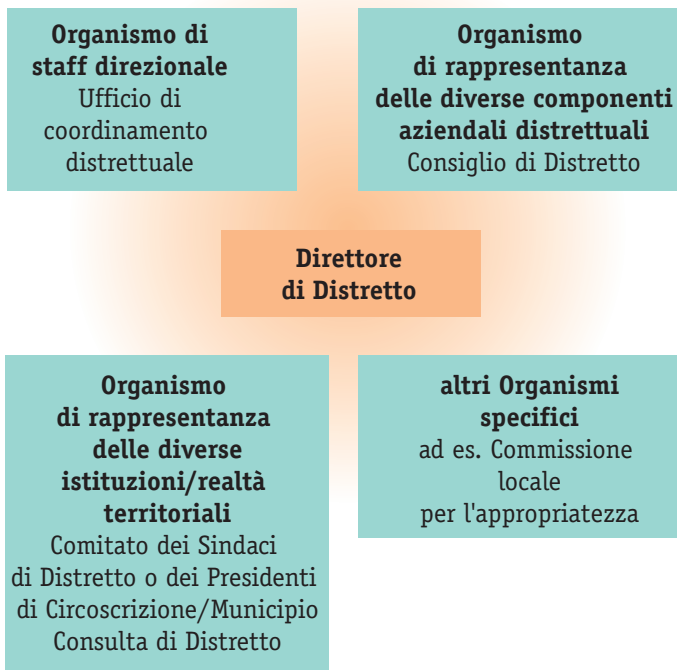 Organismo di
staff direzionale
Ufficio di
coordinamento
distrettuale
Organismo
di rappresentanza
delle diverse componenti
aziendali distrettuali
Consiglio di Distretto
Direttore
di Distretto
Organismo
di rappresentanza
delle diverse
istituzioni/realtà
territoriali
Comitato dei Sindaci
di Distretto o dei Presidenti
di Circoscrizione/Municipio
Consulta di Distretto
altri Organismi
specifici
ad es. Commissione
locale
per l'appropriatezza